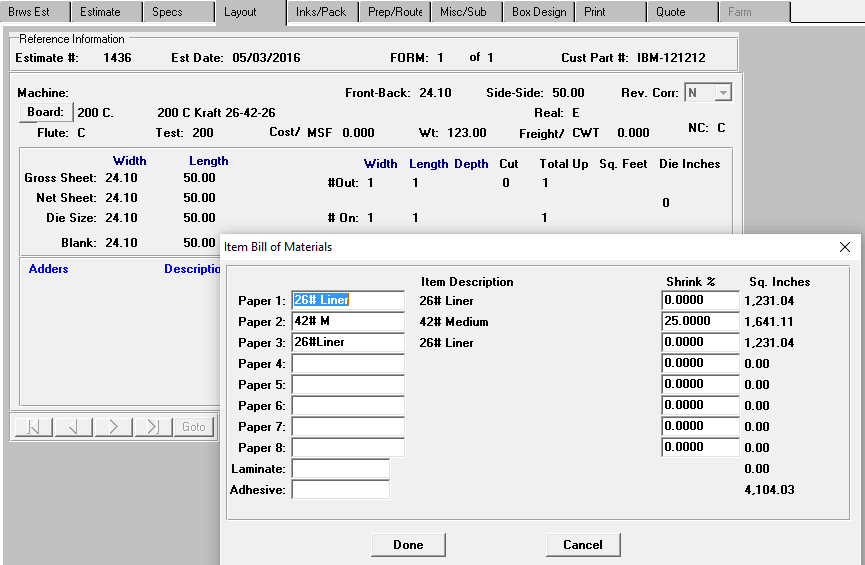 Brws Est Estimate Specs Layout Inks/Pack Prep/Route Misc/Sub Box Design Print Quote Farm
Reference Information
Estimate #: 1436 Est Date: 05/03/2016 FORM: 1 of 1 Cust Part #: IBM-121212
Machine: Front-Back: 24.10 Side-Side: 50.00 Rev. Corr: N
Board: 200 C. 200 C Kraft 26-42-26 Real: E
Flute: C Test: 200 Cost/ MSF 0.000 Wt: 123.00 Freight/ CWT 0.000 NC: C
Width Length Width Length Depth Cut Total Up Sq. Feet Die Inches
Gross Sheet: 24.10 50.00 #Out: 1 1 0 1
Net Sheet: 24.10 50.00 0
Die Size: 24.10 50.00 # On: 1 1 1
Blank: 24.10 50.00
Item Bill of Materials
Adders Descriptio
Item Description Shrink % Sq. Inches
Paper 1: 26# Liner 26# Liner 0.0000 1,231.04
Paper 2: 42# M 42# Medium 25.0000 1,641.11
Paper 3: 26#Liner 26# Liner 0.0000 1,231.04
Paper 4: 0.0000 0.00
Paper 5: 0.0000 0.00
Paper 6: 0.0000 0.00
Paper 7: 0.0000 0.00
Paper 8: 0.0000 0.00
Goto
Laminate: 0.00
Adhesive: 4,104.03
Done Cancel